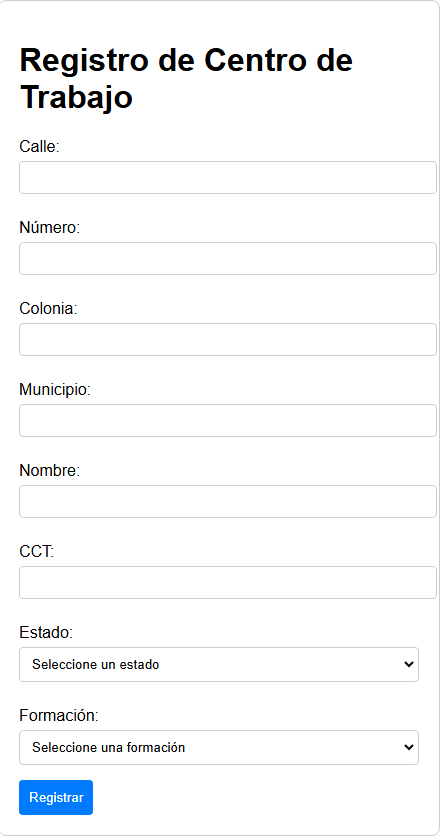 Registro de Centro de
Trabajo
Calle:
Número:
Colonia:
Municipio:
Nombre:
CCT:
Estado:
Seleccione un estado
Formación:
Seleccione una formación
Registrar